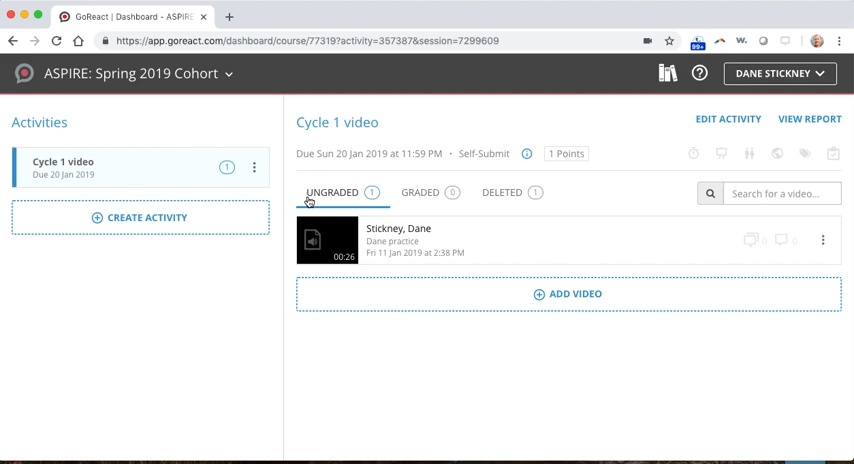 GoReact | Dashboard - ASPIRE
https://app.goreact.com/dashboard/course/77319?activity=357387&session=7299609
99+
W.
ASPIRE: Spring 2019 Cohort
DANE STICKNEY
Activities
Cycle 1 video
Due 20 Jan 2019
1
CREATE ACTIVITY
Cycle 1 video
EDIT ACTIVITY
VIEW REPORT
Due Sun 20 Jan 2019 at 11:59 PM • Self-Submit
1 Points
UNGRADED 1
GRADED 0
DELETED 1
Search for a video...
00:26
Stickney, Dane
Dane practice
Fri 11 Jan 2019 at 2:38 PM
0
0
ADD VIDEO